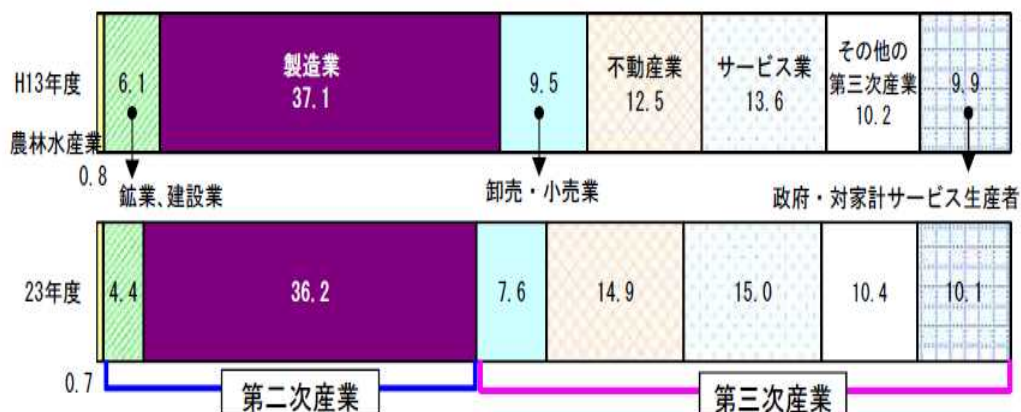 H13年度
6.1
製造業
37.1
9.5
不動産業
12.5
サービス業
13.6
その他の
第三次産業
10.2
9.9
農林水産業
0.8
鉱業、建設業
卸売・小売業
政府・対家計サービス生産者
23年度
4.4
36.2
7.6
14.9
15.0
10.4
10.1
0.7
第二次産業
第三次産業